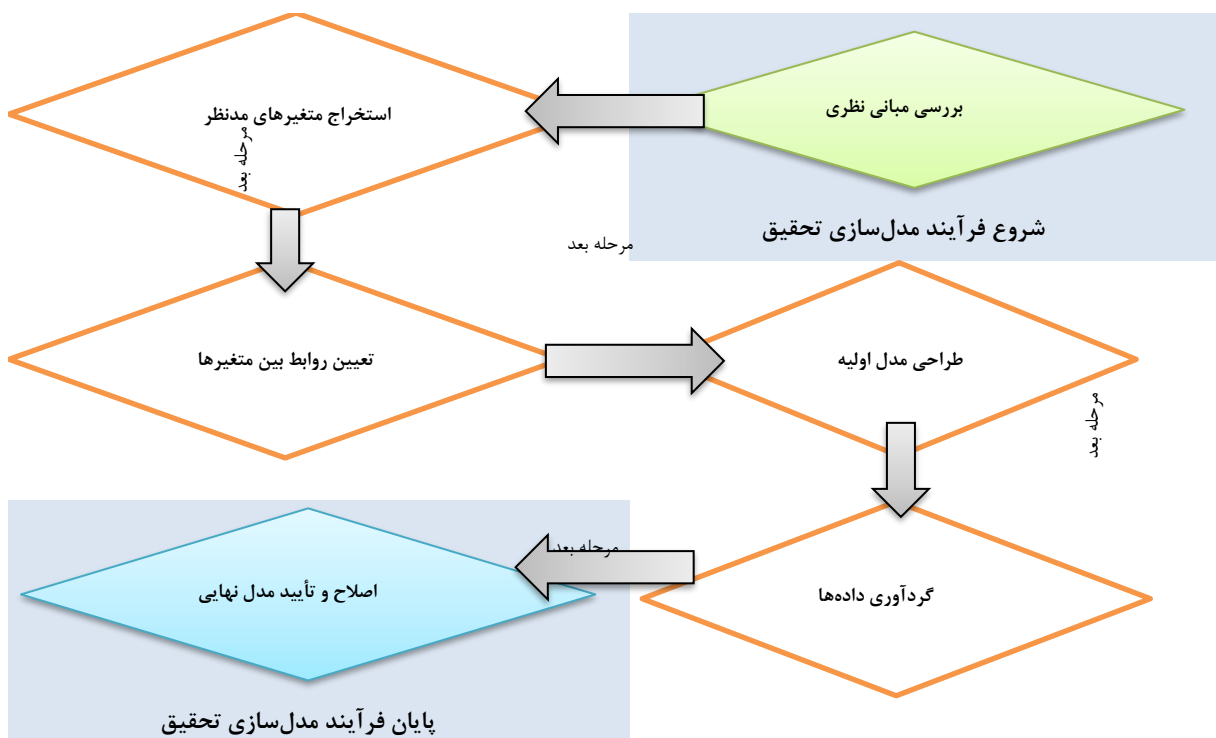 بررسی مبانی نظری
شروع فرآیند مدل‌سازی تحقیق
استخراج متغیرهای مدنظر
مرحله بعد
تعیین روابط بین متغیرها
مرحله بعد
طراحی مدل اولیه
مرحله بعد
گردآوری داده‌ها
مرحله بعد
اصلاح و تأیید مدل نهایی
پایان فرآیند مدل‌سازی تحقیق